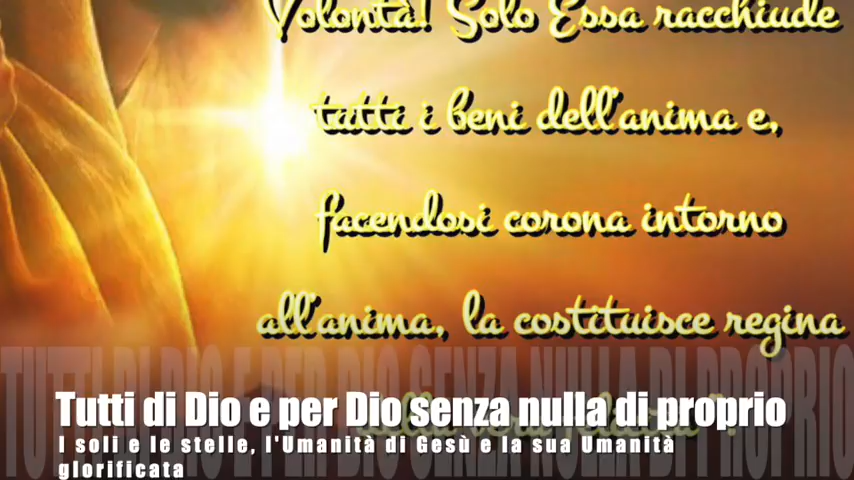 Volontà! Solo Essa racchiude
tutti i beni dell'anima e,
facendosi corona intorno
all'anima, la costituisce regina
TUTTI DI DIO E PER DIO SENZA NULLA DI PROPRIO
Tutti di Dio e per Dio senza nulla di proprio
I soli e le stelle, l'Umanità di Gesù e la sua Umanità
glorificata